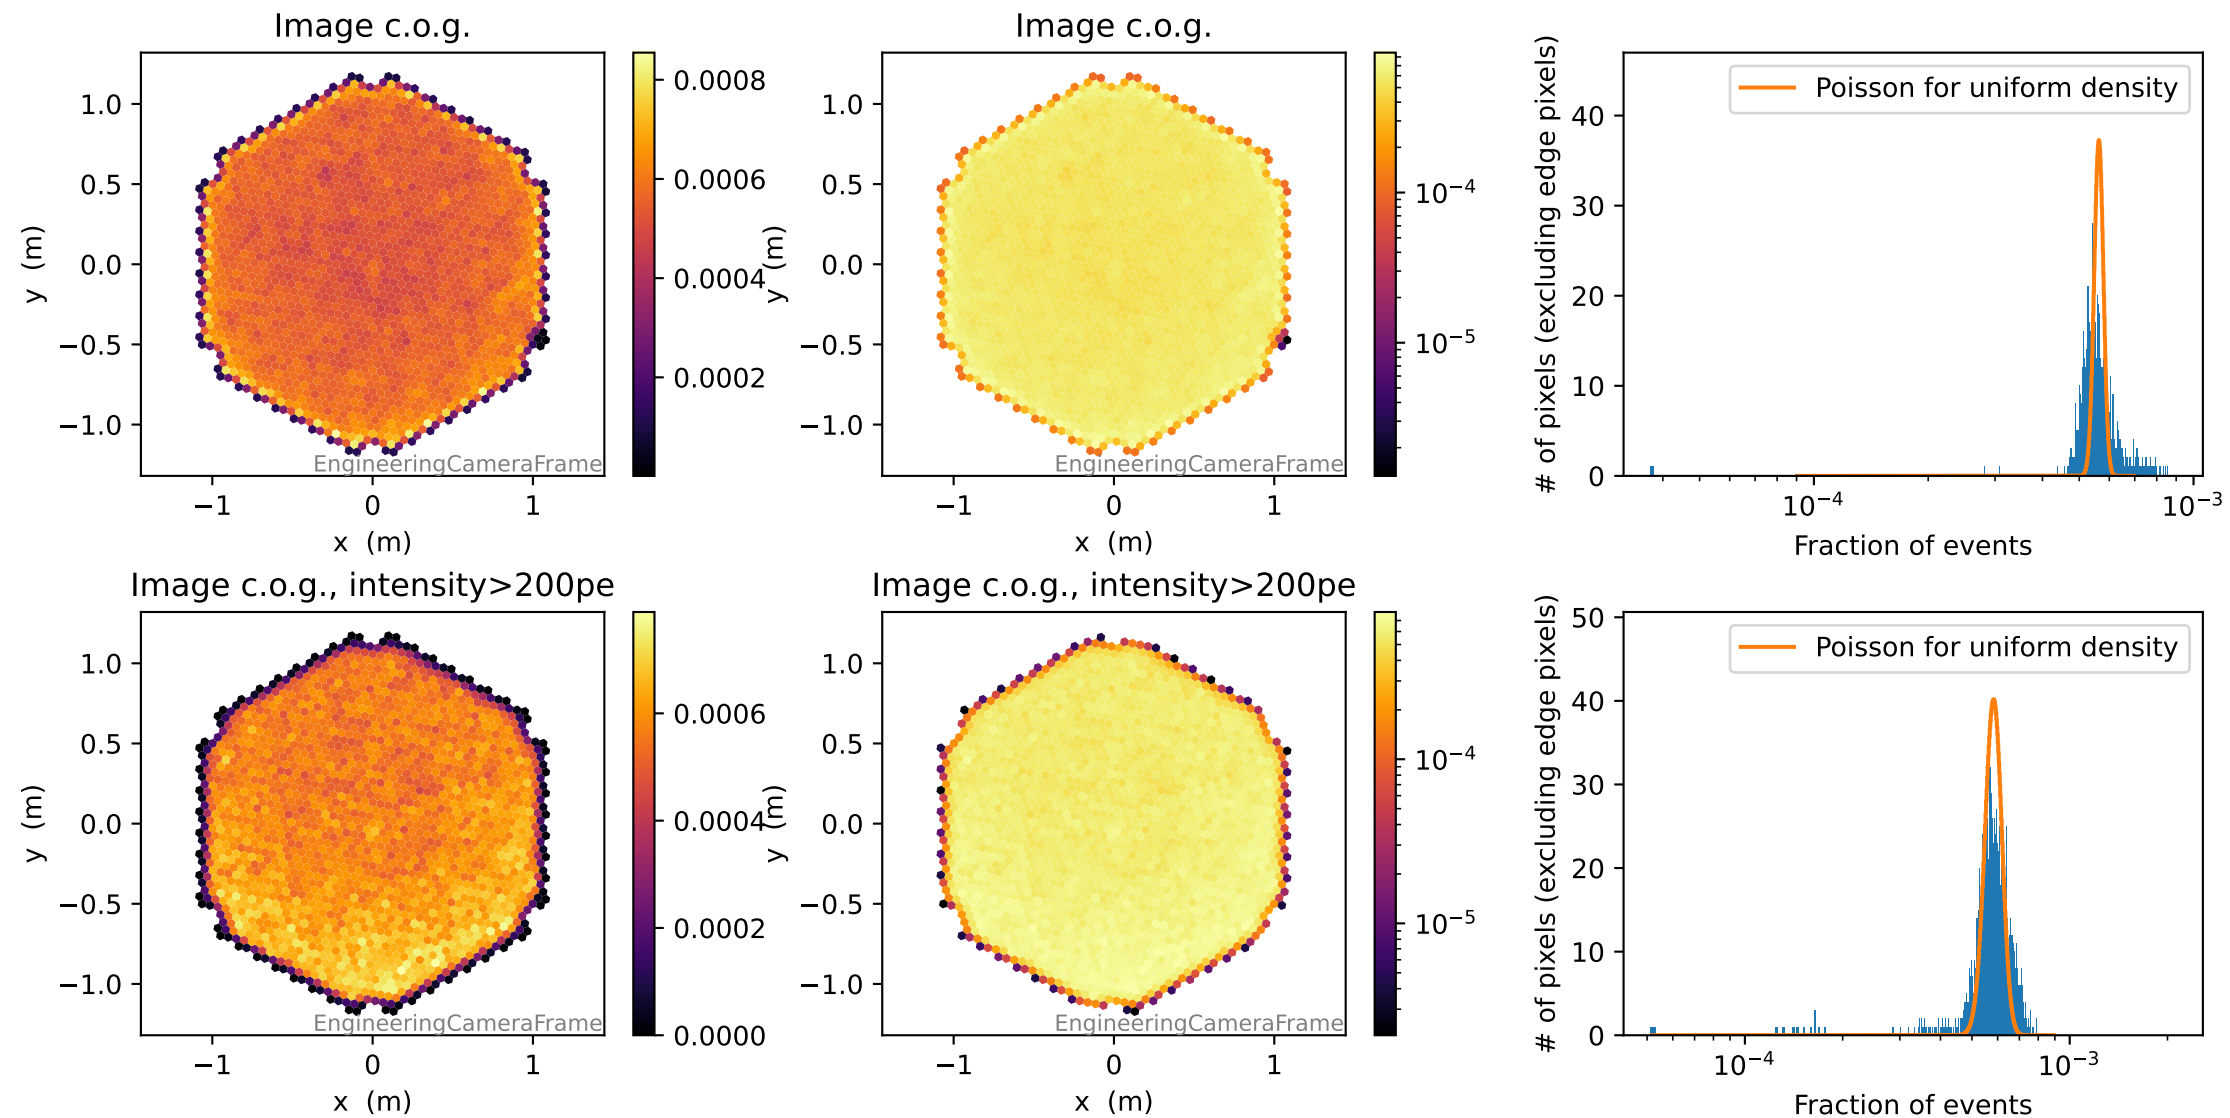 Image c.o.g.
1.0
0.5
0.0
−0.5
−1.0
y (m)
−1
0
1
x (m)
EngineeringCameraFrame
0.0008
0.0006
0.0004
0.0002
Image c.o.g.
1.0
0.5
0.0
−0.5
−1.0
y (m)
−1
0
1
x (m)
EngineeringCameraFrame
10⁻⁴
10⁻⁵
# of pixels (excluding edge pixels)
40
30
20
10
0
Poisson for uniform density
10⁻⁴
10⁻³
Fraction of events
Image c.o.g., intensity>200pe
1.0
0.5
0.0
−0.5
−1.0
y (m)
−1
0
1
x (m)
EngineeringCameraFrame
0.0006
0.0004
0.0002
0.0000
Image c.o.g., intensity>200pe
1.0
0.5
0.0
−0.5
−1.0
y (m)
−1
0
1
x (m)
EngineeringCameraFrame
10⁻⁴
10⁻⁵
# of pixels (excluding edge pixels)
50
40
30
20
10
0
Poisson for uniform density
10⁻⁴
10⁻³
Fraction of events